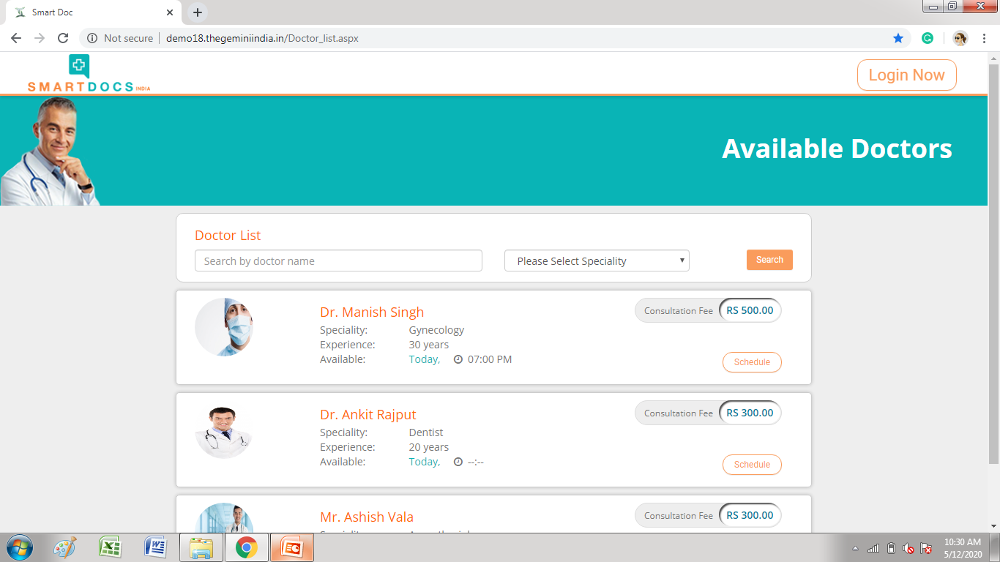 Smart Doc
Not secure
demo18.thegeminiindia.in/Doctor_list.aspx
SMARTDOCS INDIA
Login Now
Available Doctors
Doctor List
Search by doctor name
Please Select Speciality
Search
Dr. Manish Singh
Consultation Fee RS 500.00
Speciality: Gynecology
Experience: 30 years
Available: Today, 07:00 PM
Schedule
Dr. Ankit Rajput
Consultation Fee RS 300.00
Speciality: Dentist
Experience: 20 years
Available: Today, --:--
Schedule
Mr. Ashish Vala
Consultation Fee RS 300.00
10:30 AM
5/12/2020